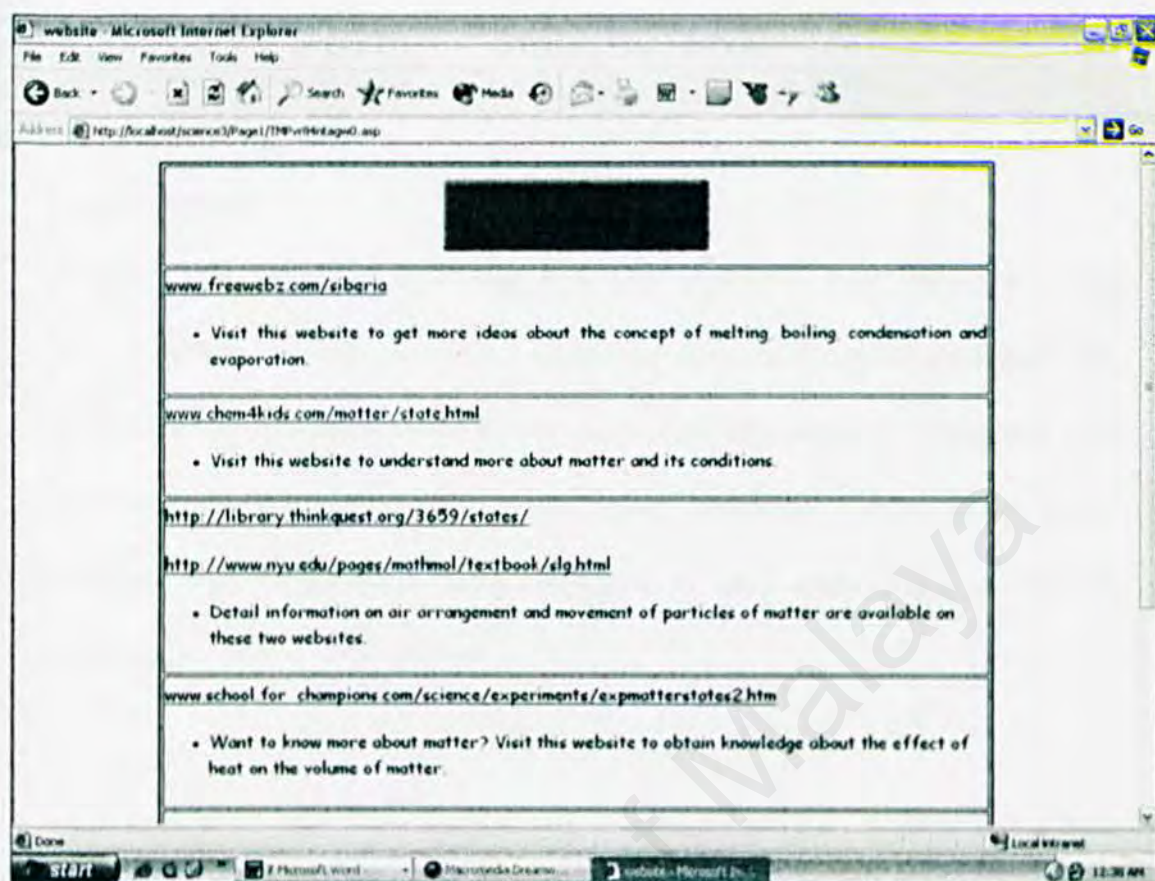 website - Microsoft Internet Explorer
File Edit View Favorites Tools Help
Back Search Favorites Media
Address http://localhost/science3/Page1/ Go
www.freewebz.com/siberia
• Visit this website to get more ideas about the concept of melting, boiling, condensation and
evaporation.
www.chem4kids.com/matter/state.html
• Visit this website to understand more about matter and its conditions.
http://library.thinkquest.org/3659/states/
http://www.nyu.edu/pages/mathmol/textbook/slg.html
• Detail information on air arrangement and movement of particles of matter are available on
these two websites.
www.school for champions.com/science/experiments/expmatterstates2.htm
• Want to know more about matter? Visit this website to obtain knowledge about the effect of
heat on the volume of matter.
Done Local intranet
start 7 Microsoft Word Macromedia Dreamw... website - Microsoft In... 12:38 AM
of Malaya